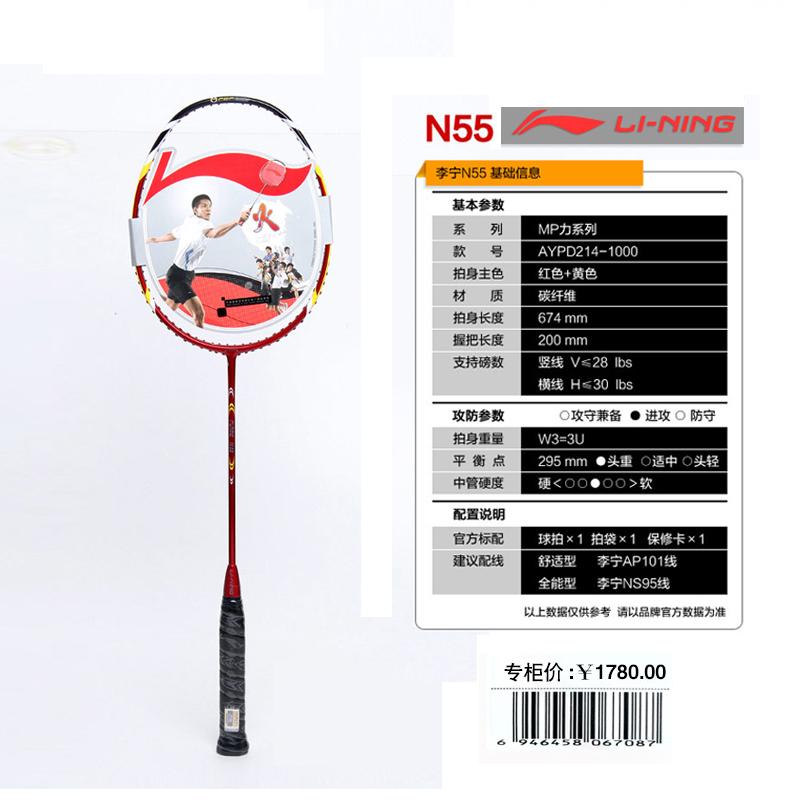 N55 LI-NING
李宁N55 基础信息
基本参数
系 列 MP力系列
款 号 AYPD214-1000
拍身主色 红色+黄色
材 质 碳纤维
拍身长度 674 mm
握把长度 200 mm
支持磅数 竖线 V≤28 lbs
横线 H≤30 lbs
攻防参数 ○攻守兼备 ● 进攻 ○ 防守
拍身重量 W3=3U
平 衡 点 295 mm ●头重 ○适中 ○头轻
中管硬度 硬<○○●○○>软
配置说明
官方标配 球拍×1 拍袋×1 保修卡×1
建议配线 舒适型 李宁AP101线
全能型 李宁NS95线
以上数据仅供参考 请以品牌官方数据为准
专柜价:¥1780.00
6 946458 067087
火
LI-NING